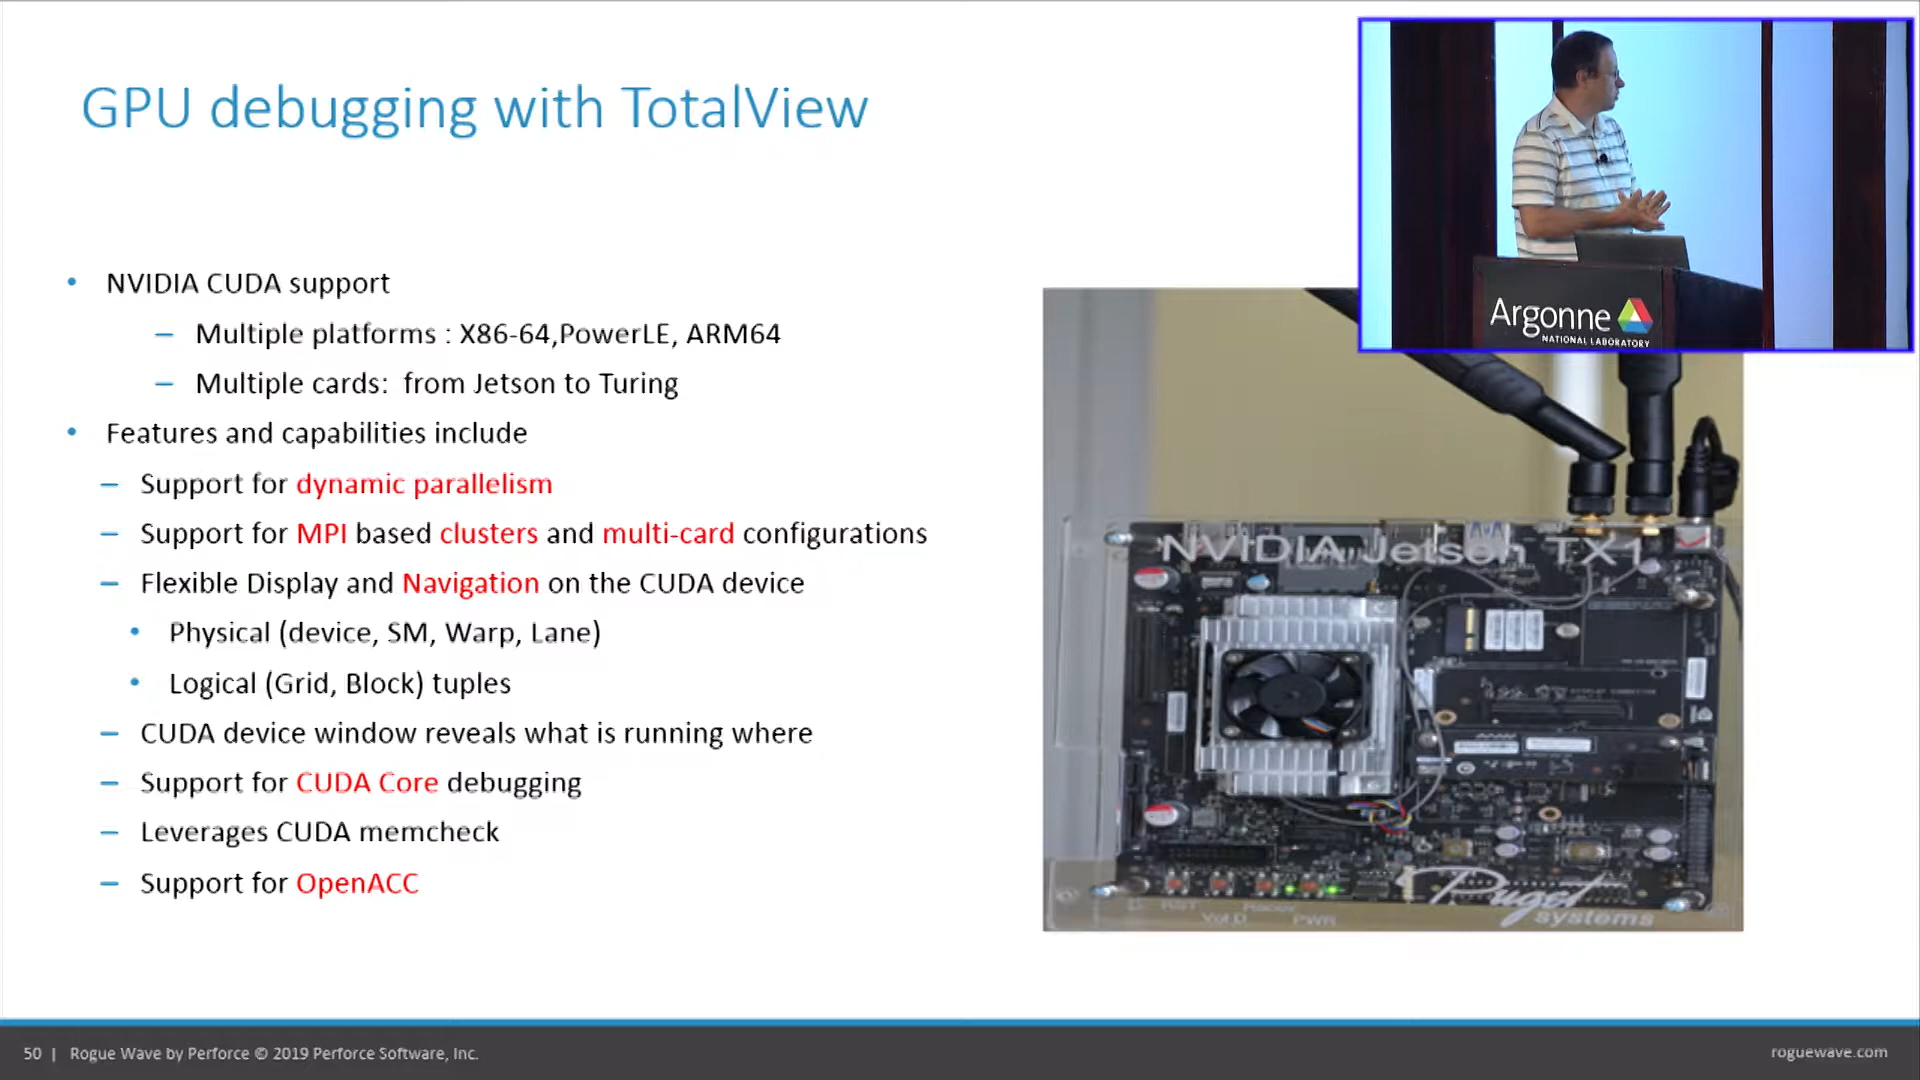 GPU debugging with TotalView
• NVIDIA CUDA support
– Multiple platforms : X86-64,PowerLE, ARM64
– Multiple cards: from Jetson to Turing
• Features and capabilities include
– Support for dynamic parallelism
– Support for MPI based clusters and multi-card configurations
– Flexible Display and Navigation on the CUDA device
• Physical (device, SM, Warp, Lane)
• Logical (Grid, Block) tuples
– CUDA device window reveals what is running where
– Support for CUDA Core debugging
– Leverages CUDA memcheck
– Support for OpenACC
Argonne
NATIONAL LABORATORY
NVIDIA Jetson TX1
PWR
Puget
systems
50 | Rogue Wave by Perforce © 2019 Perforce Software, Inc.
roguewave.com